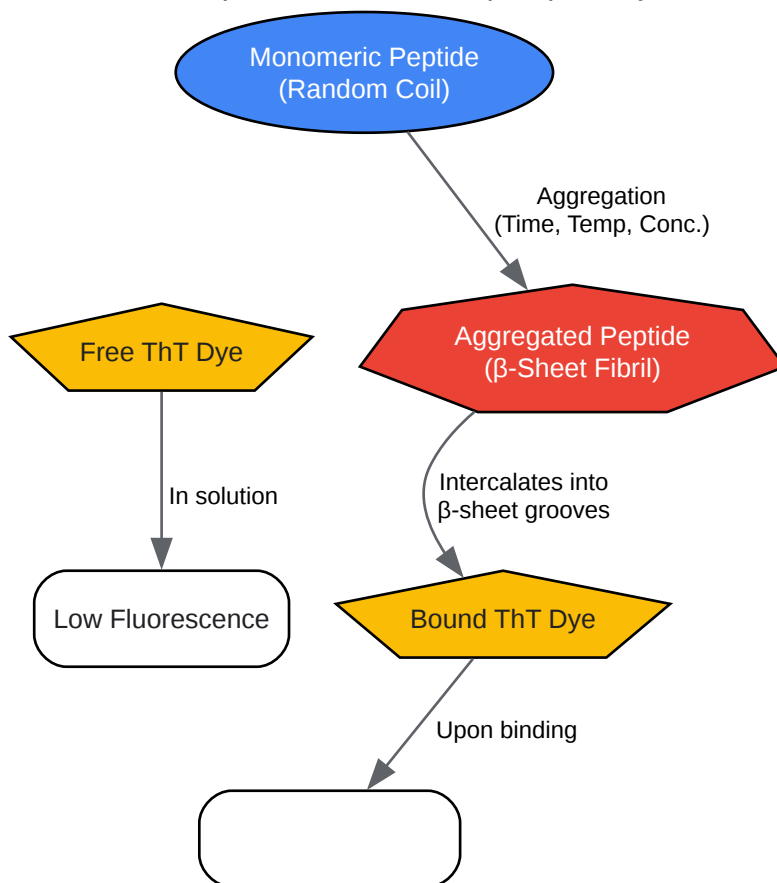 Monomeric Peptide
(Random Coil)
Aggregation
(Time, Temp, Conc.)
Free ThT Dye
Aggregated Peptide
(β-Sheet Fibril)
In solution
Intercalates into
β-sheet grooves
Low Fluorescence
Bound ThT Dye
Upon binding